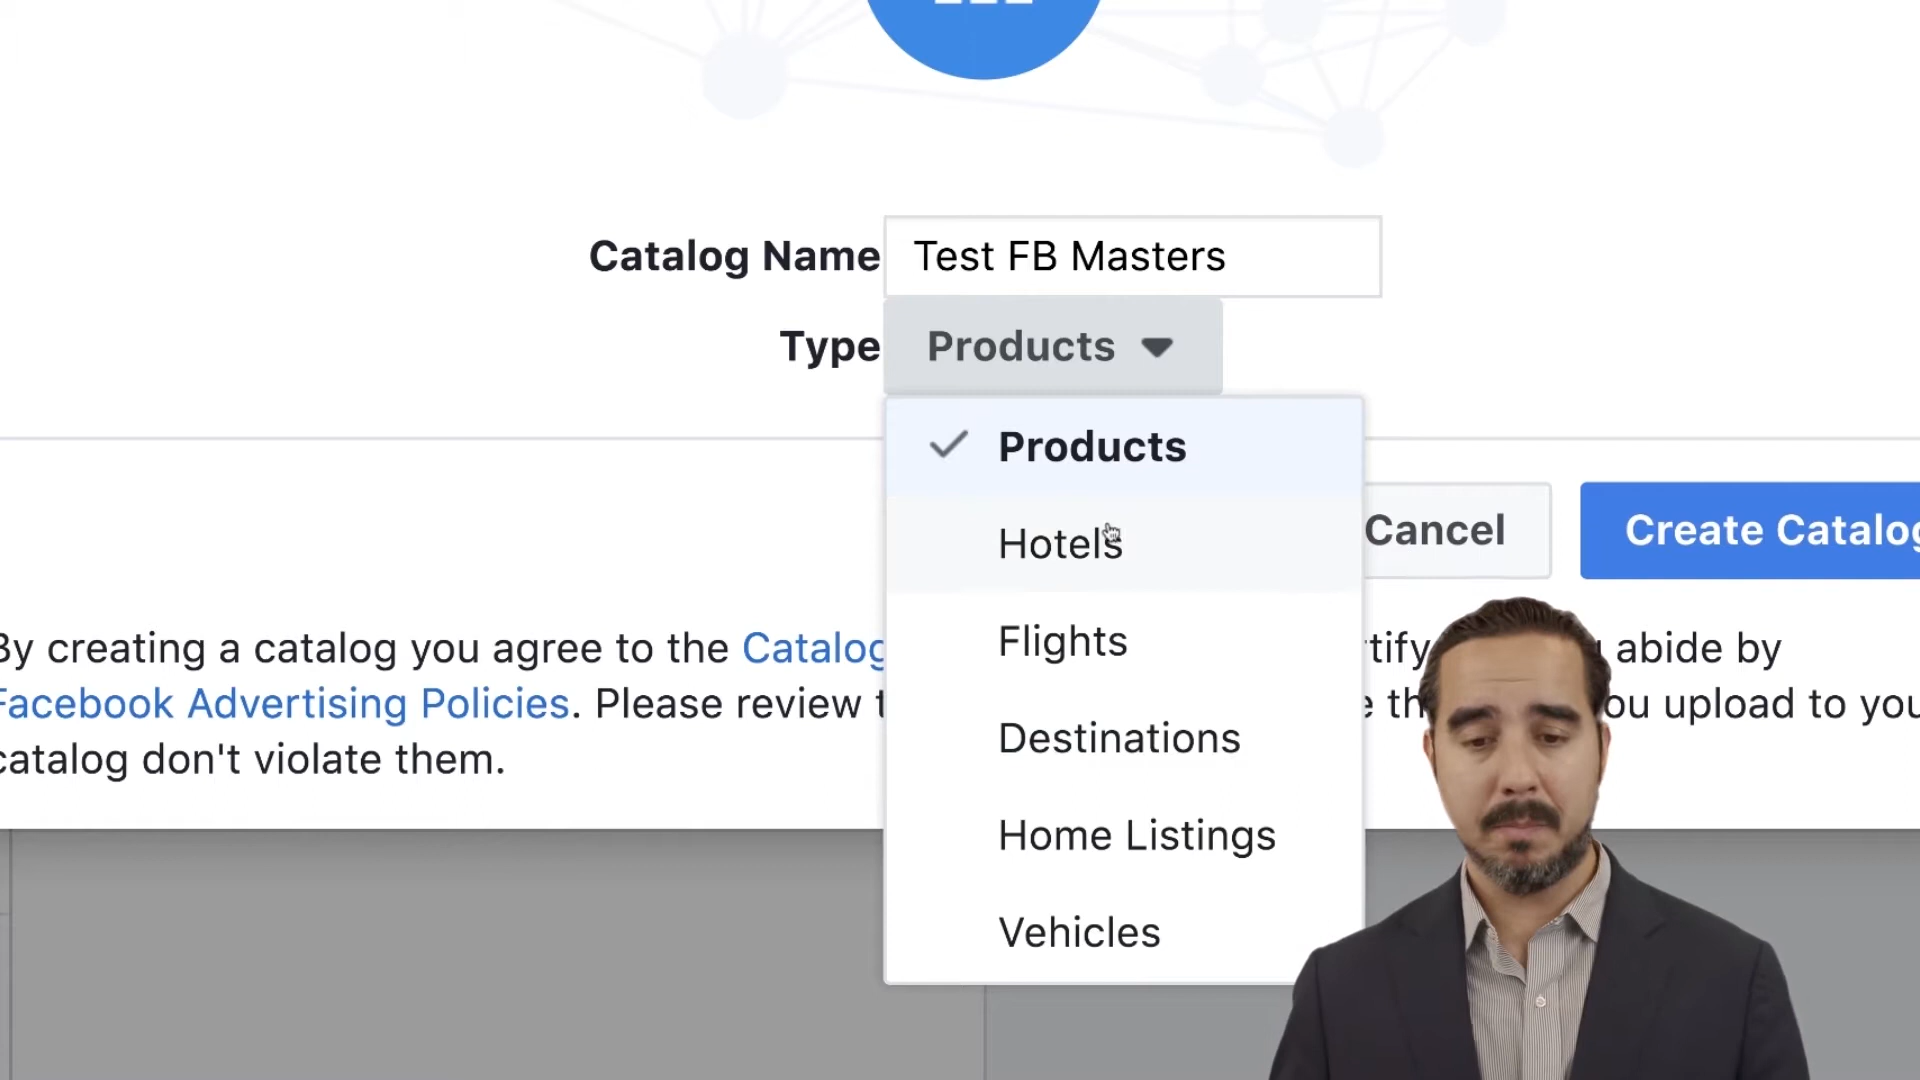 Catalog Name Test FB Masters
Type Products
Products
Hotels
Cancel Create Catalog
Flights
By creating a catalog you agree to the Catalog abide by
Facebook Advertising Policies. Please review upload to
catalog don't violate them.
Destinations
Home Listings
Vehicles